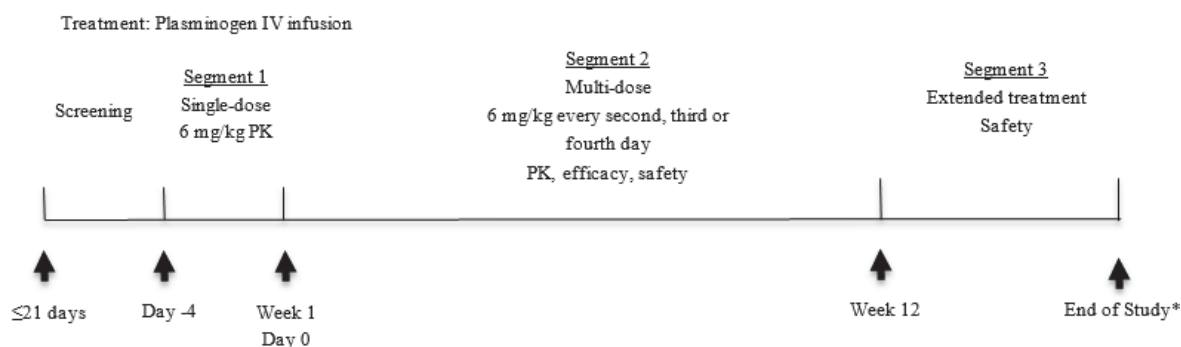 Treatment: Plasminogen IV infusion
Screening
Segment 1
Single-dose
6 mg/kg PK
Segment 2
Multi-dose
6 mg/kg every second, third or
fourth day
PK, efficacy, safety
Segment 3
Extended treatment
Safety
≤21 days
Day -4
Week 1
Day 0
Week 12
End of Study*